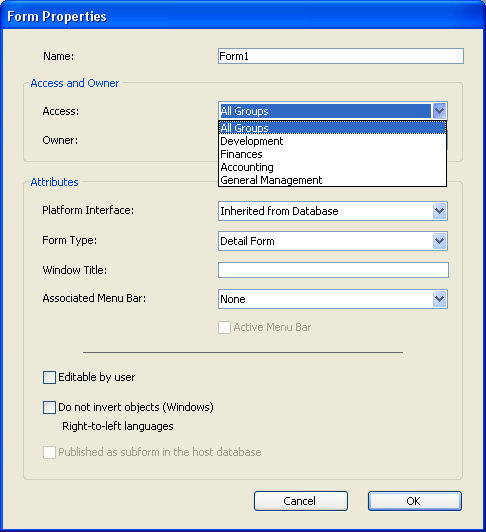 Form Properties
Name: Form1
Access and Owner
Access: All Groups
All Groups
Owner:
Development
Finances
Accounting
General Management
Attributes
Platform Interface: Inherited from Database
Form Type: Detail Form
Window Title:
Associated Menu Bar: None
Active Menu Bar
Editable by user
Do not invert objects (Windows)
Right-to-left languages
Published as subform in the host database
Cancel OK